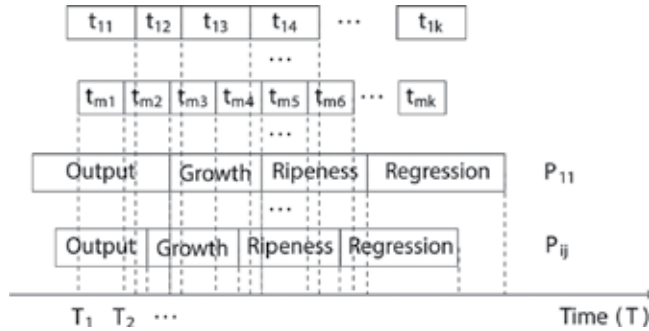 t11 t12 t13 t14 ... t1k
...
tm1 tm2 tm3 tm4 tm5 tm6 ... tmk
...
Output Growth Ripeness Regression P11
...
Output Growth Ripeness Regression Pij
T1 T2 ... Time (T)